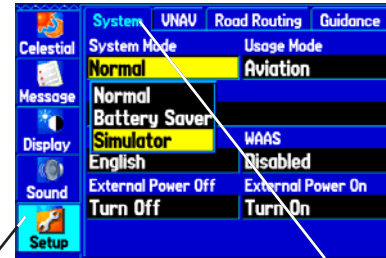 System VNAV Road Routing Guidance
Celestial
System Mode Usage Mode
Normal Aviation
Message
Normal
Battery Saver
Display
Simulator WAAS
English Disabled
Sound
External Power Off External Power On
Turn Off Turn On
Setup